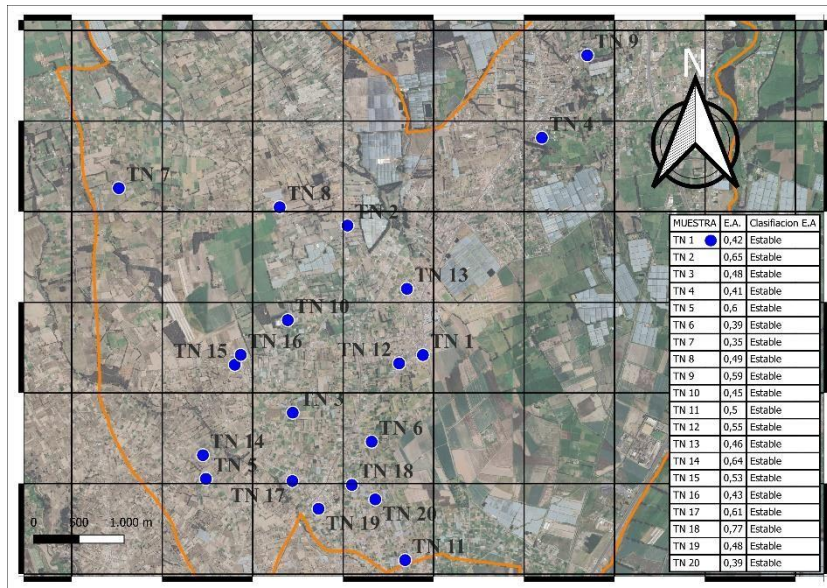 N
TN 9
TN 4
TN 7
TN 8
TN 2
TN 13
TN 10
TN 16
TN 15
TN 12
TN 1
TN 3
TN 6
TN 14
TN 5
TN 18
TN 17
TN 20
TN 19
TN 11
0 500 1.000 m
MUESTRA E.A. Clasifiacion E.A
TN 1 0,42 Estable
TN 2 0,65 Estable
TN 3 0,48 Estable
TN 4 0,41 Estable
TN 5 0,6 Estable
TN 6 0,39 Estable
TN 7 0,35 Estable
TN 8 0,49 Estable
TN 9 0,59 Estable
TN 10 0,45 Estable
TN 11 0,5 Estable
TN 12 0,55 Estable
TN 13 0,46 Estable
TN 14 0,64 Estable
TN 15 0,53 Estable
TN 16 0,43 Estable
TN 17 0,61 Estable
TN 18 0,77 Estable
TN 19 0,48 Estable
TN 20 0,39 Estable